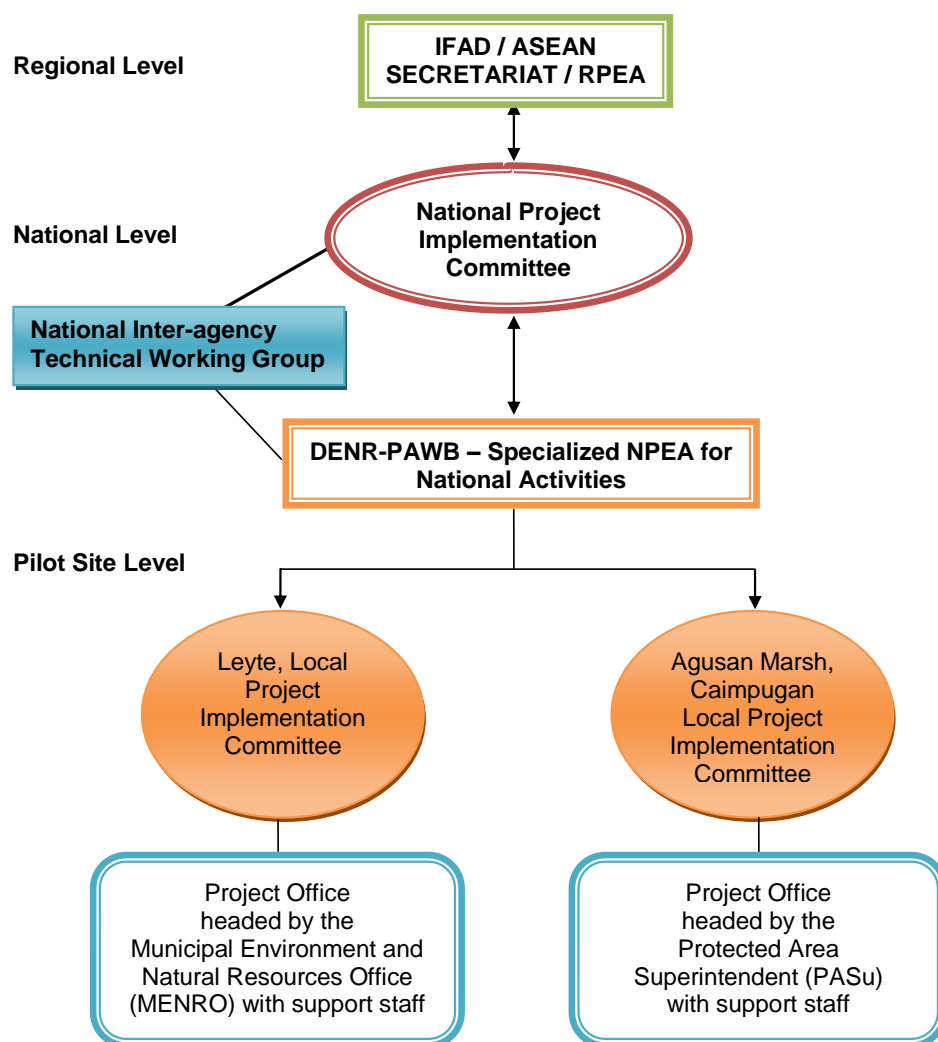 Regional Level
IFAD / ASEAN
SECRETARIAT / RPEA
National Level
National Project
Implementation
Committee
National Inter-agency
Technical Working Group
DENR-PAWB – Specialized NPEA for
National Activities
Pilot Site Level
Leyte, Local
Project
Implementation
Committee
Agusan Marsh,
Caimpugan
Local Project
Implementation
Committee
Project Office
headed by the
Municipal Environment and
Natural Resources Office
(MENRO) with support staff
Project Office
headed by the
Protected Area
Superintendent (PASu)
with support staff